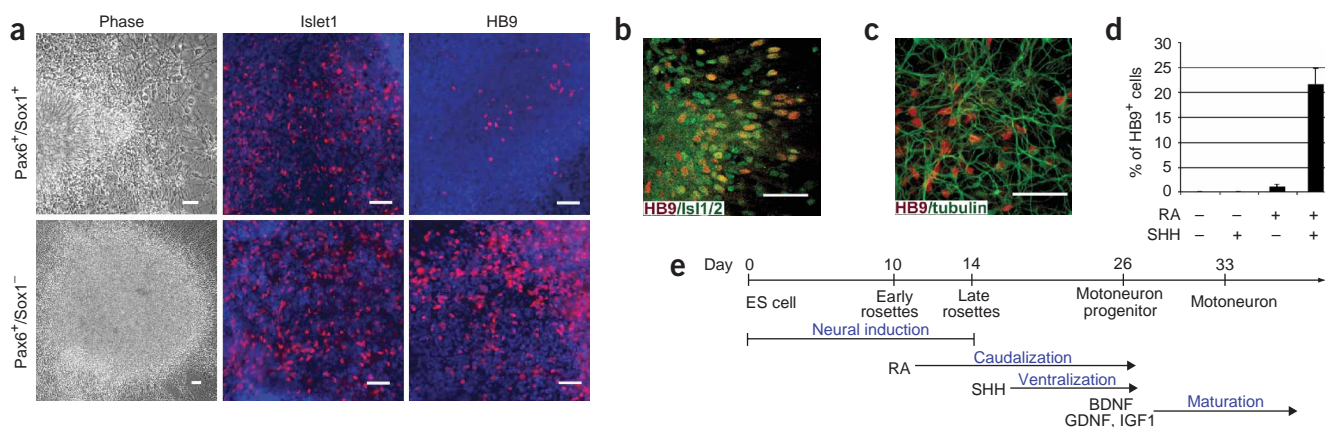 a
Phase
Islet1
HB9
Pax6+/Sox1+
Pax6+/Sox1−
b
HB9/Isl1/2
c
HB9/tubulin
d
% of HB9+ cells
30
25
20
15
10
5
0
RA – – + +
SHH – + – +
e
Day 0 10 14 26 33
ES cell
Early rosettes
Late rosettes
Motoneuron progenitor
Motoneuron
Neural induction
RA Caudalization
SHH Ventralization
BDNF
GDNF, IGF1
Maturation